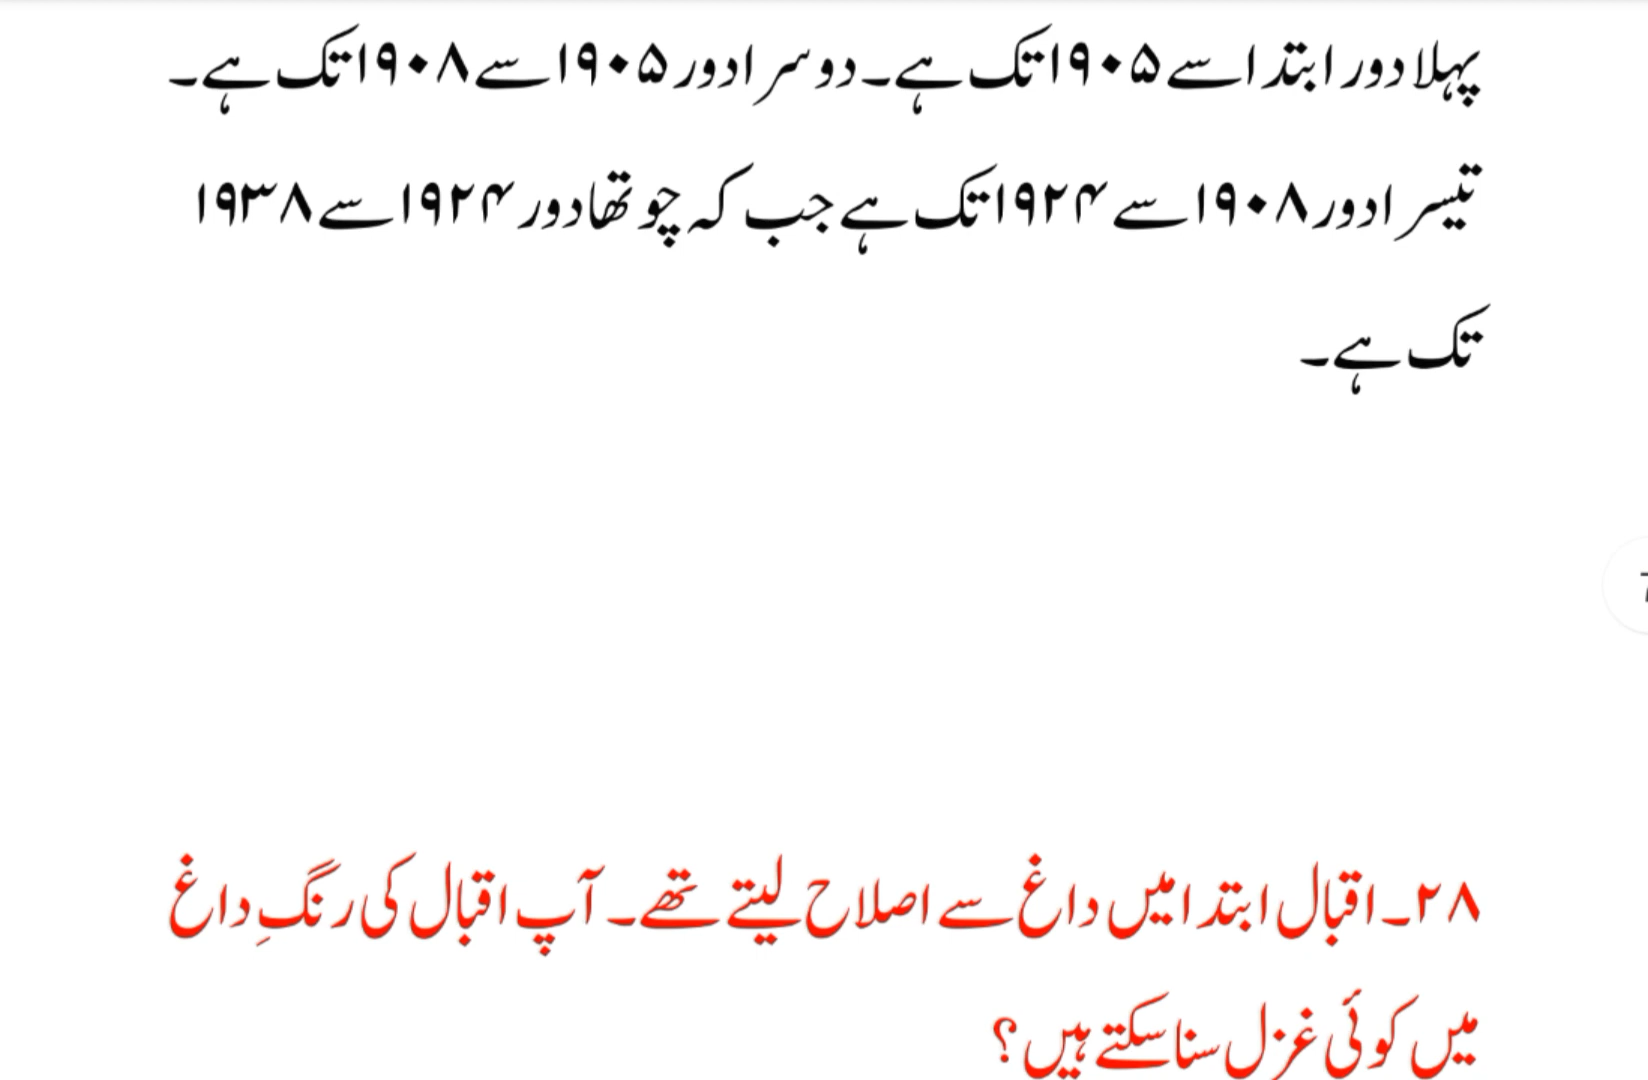 پہلا دور ابتدا سے ۱۹۰۵ تک ہے۔ دوسرا دور ۱۹۰۵ سے ۱۹۰۸ تک ہے۔
تیسرا دور ۱۹۰۸ سے ۱۹۲۴ تک ہے جب کہ چوتھا دور ۱۹۲۴ سے ۱۹۳۸
تک ہے۔
۲۸۔ اقبال ابتدا میں داغ سے اصلاح لیتے تھے۔ آپ اقبال کی رنگِ داغ
میں کوئی غزل سنا سکتے ہیں؟